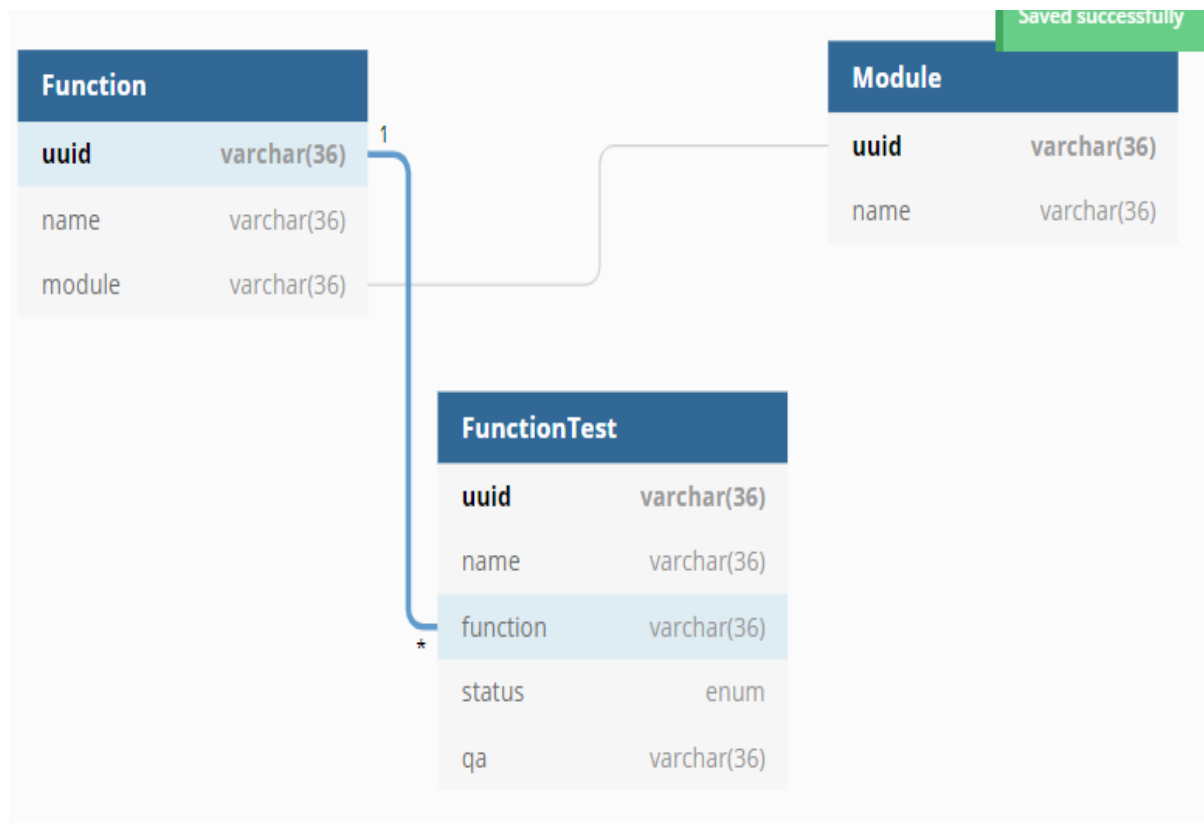 Saved successfully
Function
uuid varchar(36)
name varchar(36)
module varchar(36)
1
Module
uuid varchar(36)
name varchar(36)
FunctionTest
uuid varchar(36)
name varchar(36)
function varchar(36)
*
status enum
qa varchar(36)